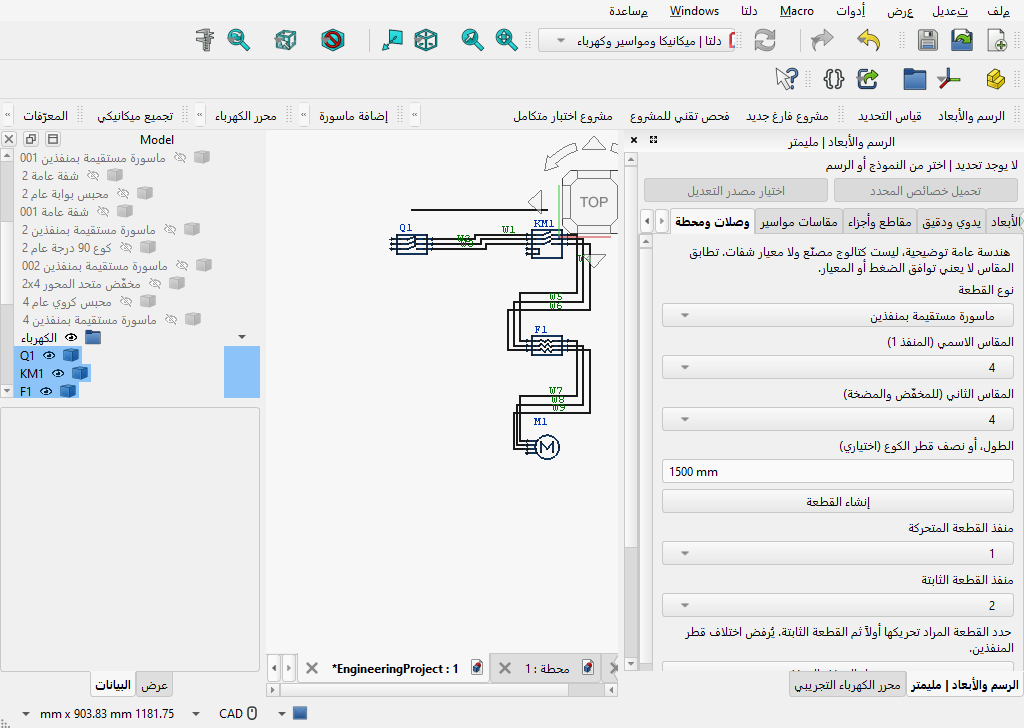 ملف تعديل عرض أدوات Macro دلتا Windows مساعدة
دلتا | ميكانيكا ومواسير وكهرباء
الرسم والأبعاد قياس التحديد مشروع فارغ جديد فحص تقني للمشروع مشروع اختبار متكامل
إضافة ماسورة
محرر الكهرباء
تجميع ميكانيكي
المعرّفات
Model
ماسورة مستقيمة بمنفذين 001
شفة عامة 2
محبس بوابة عام 2
شفة عامة 001
ماسورة مستقيمة بمنفذين 2
كوع 90 درجة عام 2
ماسورة مستقيمة بمنفذين 002
مخفّض متحد المحور 2x4
محبس كروي عام 4
ماسورة مستقيمة بمنفذين 4
الكهرباء
Q1
KM1
F1
البيانات
عرض
TOP
Q1
W1
KM1
W5
W6
F1
W7
W8
W9
M1
M
*EngineeringProject : 1
محطة : 1
الرسم والأبعاد | مليمتر
لا يوجد تحديد | اختر من النموذج أو الرسم
تحميل خصائص المحدد
اختيار مصدر التعديل
الأبعاد
يدوي ودقيق
مقاطع وأجزاء
مقاسات مواسير
وصلات ومحطة
هندسة عامة توضيحية، ليست كتالوج مصنّع ولا معيار شفات. تطابق
المقاس لا يعني توافق الضغط أو المعيار.
نوع القطعة
ماسورة مستقيمة بمنفذين
المقاس الاسمي (المنفذ 1)
4
المقاس الثاني (للمخفّض والمضخة)
4
الطول، أو نصف قطر الكوع (اختياري)
1500 mm
إنشاء القطعة
منفذ القطعة المتحركة
1
منفذ القطعة الثابتة
2
حدد القطعة المراد تحريكها أولاً ثم القطعة الثابتة. يُرفض اختلاف قطر
المنفذين.
الرسم والأبعاد | مليمتر
محرر الكهرباء التجريبي
1181.75 mm x 903.83 mm
CAD